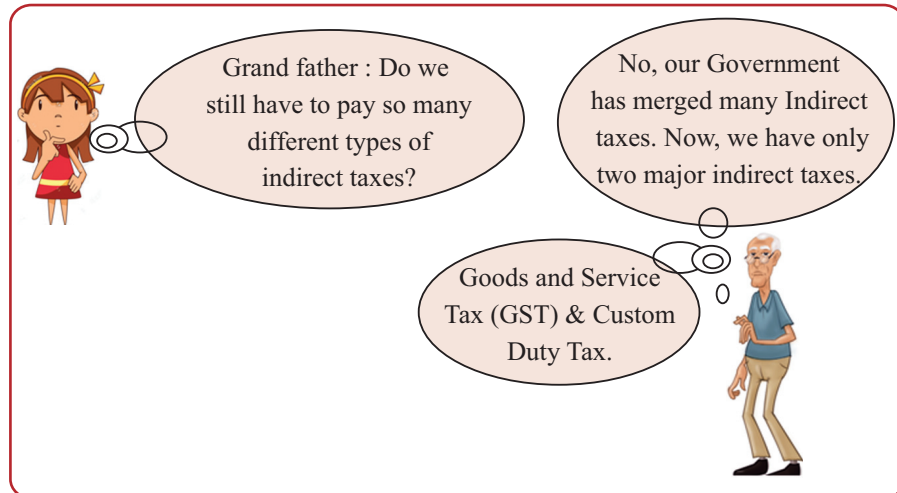 Grand father : Do we
still have to pay so many
different types of
indirect taxes?
No, our Government
has merged many Indirect
taxes. Now, we have only
two major indirect taxes.
Goods and Service
Tax (GST) & Custom
Duty Tax.